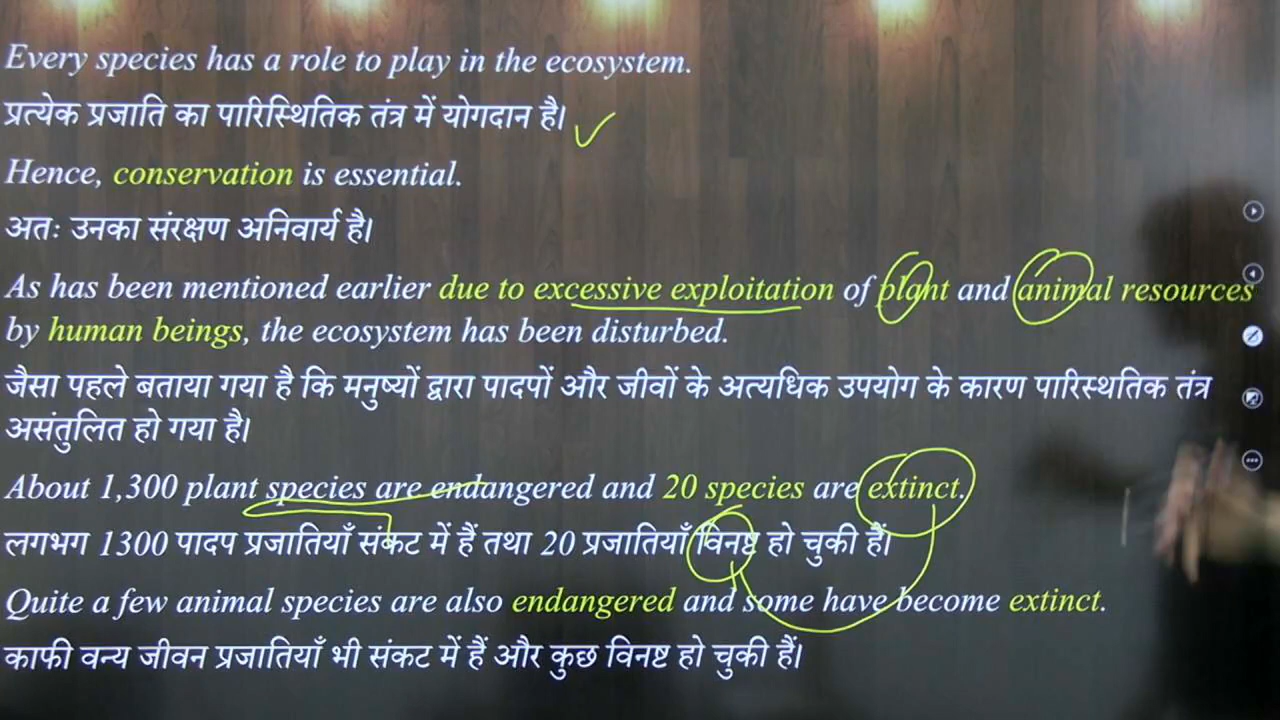 Every species has a role to play in the ecosystem.
प्रत्येक प्रजाति का पारिस्थितिक तंत्र में योगदान है।
Hence, conservation is essential.
अतः उनका संरक्षण अनिवार्य है।
As has been mentioned earlier due to excessive exploitation of plant and animal resources
by human beings, the ecosystem has been disturbed.
जैसा पहले बताया गया है कि मनुष्यों द्वारा पादपों और जीवों के अत्यधिक उपयोग के कारण पारिस्थतिक तंत्र
असंतुलित हो गया है।
About 1,300 plant species are endangered and 20 species are extinct.
लगभग 1300 पादप प्रजातियाँ संकट में हैं तथा 20 प्रजातियाँ विनष्ट हो चुकी हैं।
Quite a few animal species are also endangered and some have become extinct.
काफी वन्य जीवन प्रजातियाँ भी संकट में हैं और कुछ विनष्ट हो चुकी हैं।